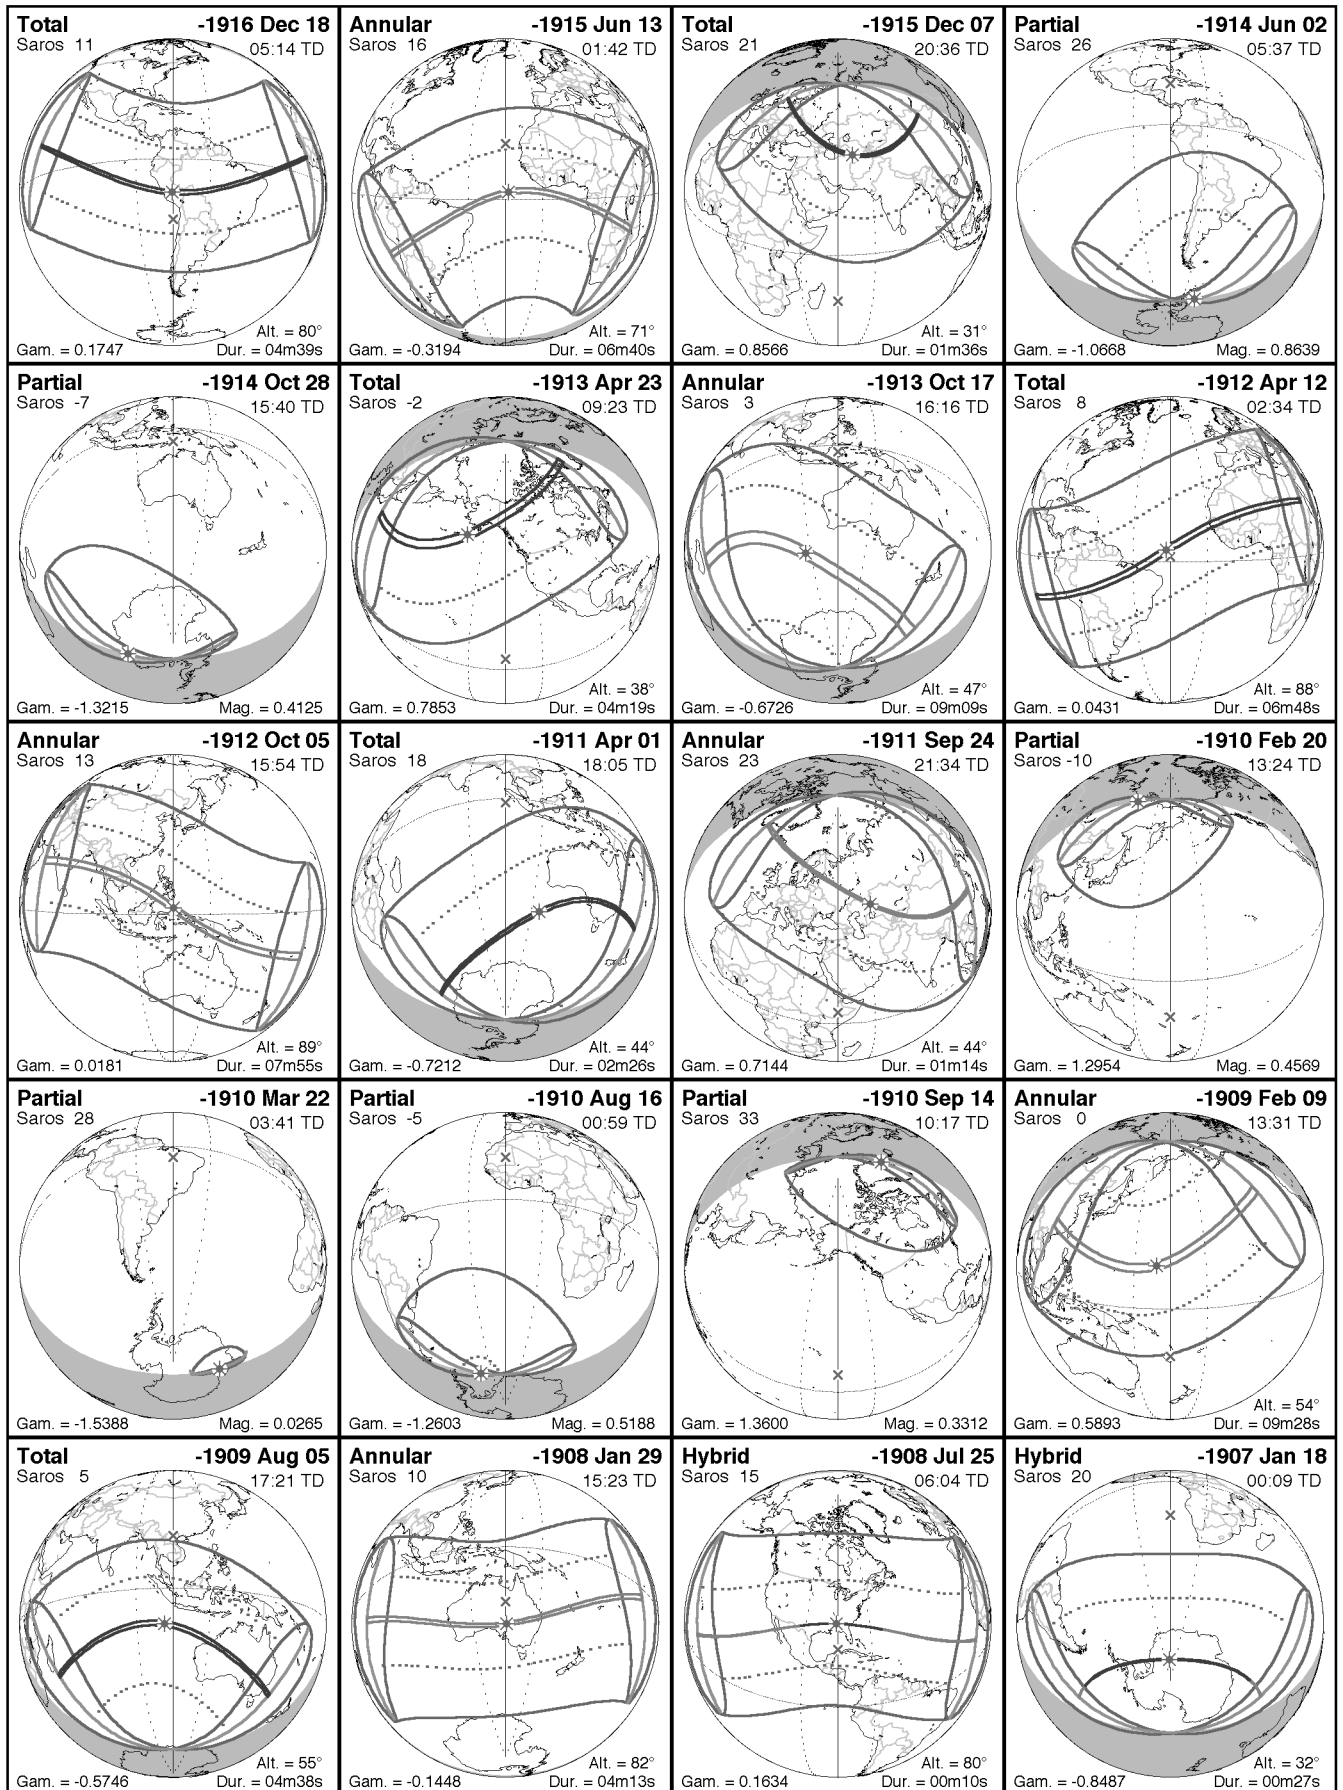 Total -1916 Dec 18
Saros 11 05:14 TD
Alt. = 80°
Gam. = 0.1747 Dur. = 04m39s
Annular -1915 Jun 13
Saros 16 01:42 TD
Alt. = 71°
Gam. = -0.3194 Dur. = 06m40s
Total -1915 Dec 07
Saros 21 20:36 TD
Alt. = 31°
Gam. = 0.8566 Dur. = 01m36s
Partial -1914 Jun 02
Saros 26 05:37 TD
Gam. = -1.0668 Mag. = 0.8639
Partial -1914 Oct 28
Saros -7 15:40 TD
Gam. = -1.3215 Mag. = 0.4125
Total -1913 Apr 23
Saros -2 09:23 TD
Alt. = 38°
Gam. = 0.7853 Dur. = 04m19s
Annular -1913 Oct 17
Saros 3 16:16 TD
Alt. = 47°
Gam. = -0.6726 Dur. = 09m09s
Total -1912 Apr 12
Saros 8 02:34 TD
Alt. = 88°
Gam. = 0.0431 Dur. = 06m48s
Annular -1912 Oct 05
Saros 13 15:54 TD
Alt. = 89°
Gam. = 0.0181 Dur. = 07m55s
Total -1911 Apr 01
Saros 18 18:05 TD
Alt. = 44°
Gam. = -0.7212 Dur. = 02m26s
Annular -1911 Sep 24
Saros 23 21:34 TD
Alt. = 44°
Gam. = 0.7144 Dur. = 01m14s
Partial -1910 Feb 20
Saros -10 13:24 TD
Gam. = 1.2954 Mag. = 0.4569
Partial -1910 Mar 22
Saros 28 03:41 TD
Gam. = -1.5388 Mag. = 0.0265
Partial -1910 Aug 16
Saros -5 00:59 TD
Gam. = -1.2603 Mag. = 0.5188
Partial -1910 Sep 14
Saros 33 10:17 TD
Gam. = 1.3600 Mag. = 0.3312
Annular -1909 Feb 09
Saros 0 13:31 TD
Alt. = 54°
Gam. = 0.5893 Dur. = 09m28s
Total -1909 Aug 05
Saros 5 17:21 TD
Alt. = 55°
Gam. = -0.5746 Dur. = 04m38s
Annular -1908 Jan 29
Saros 10 15:23 TD
Alt. = 82°
Gam. = -0.1448 Dur. = 04m13s
Hybrid -1908 Jul 25
Saros 15 06:04 TD
Alt. = 80°
Gam. = 0.1634 Dur. = 00m10s
Hybrid -1907 Jan 18
Saros 20 00:09 TD
Alt. = 32°
Gam. = -0.8487 Dur. = 00m27s